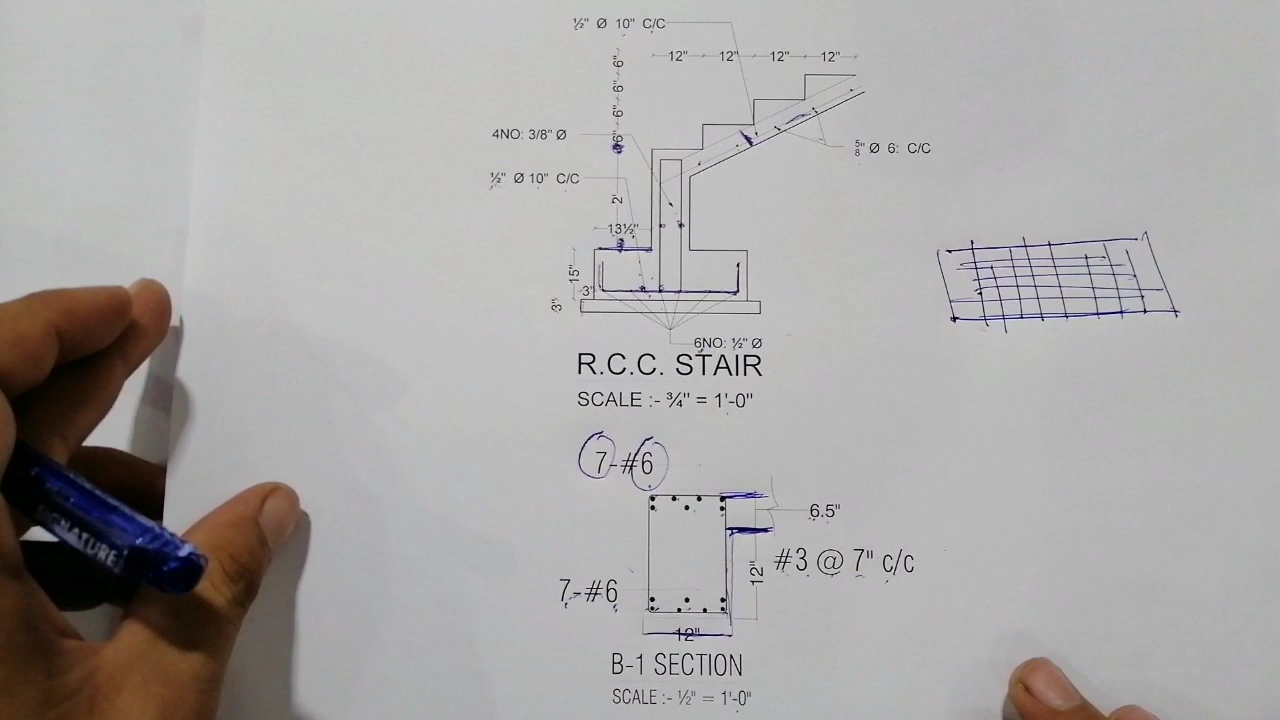 ½" Ø 10" C/C
12" 12" 12" 12"
6" 6" 6" 6"
4NO: 3/8" Ø
⅝" Ø 6: C/C
½" Ø 10" C/C
2'
13½"
15"
3"
3"
6NO: ½" Ø
R.C.C. STAIR
SCALE :- ¾" = 1'-0"
7-#6
6.5"
#3 @ 7" c/c
12"
7-#6
12"
B-1 SECTION
SCALE :- ½" = 1'-0"
SIGNATURE